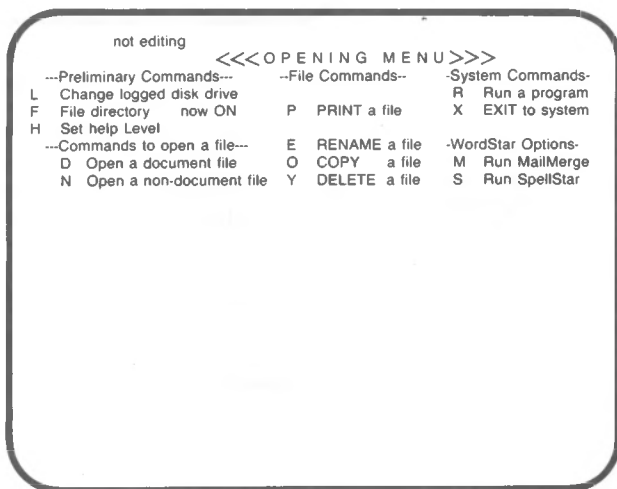 not editing
<<<OPENING MENU>>>
---Preliminary Commands--- --File Commands-- -System Commands-
L Change logged disk drive R Run a program
F File directory now ON P PRINT a file X EXIT to system
H Set help Level
---Commands to open a file--- E RENAME a file -WordStar Options-
D Open a document file O COPY a file M Run MailMerge
N Open a non-document file Y DELETE a file S Run SpellStar